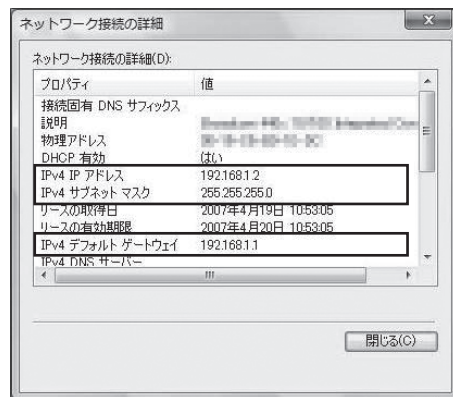 ネットワーク接続の詳細
ネットワーク接続の詳細(D):
プロパティ 値
接続固有 DNS サフィックス
説明
物理アドレス
DHCP 有効 はい
IPv4 IP アドレス 192.168.1.2
IPv4 サブネット マスク 255.255.255.0
リースの取得日 2007年4月19日 10:53:05
リースの有効期限 2007年4月20日 10:53:05
IPv4 デフォルト ゲートウェイ 192.168.1.1
IPv4 DNS サーバー
閉じる(C)